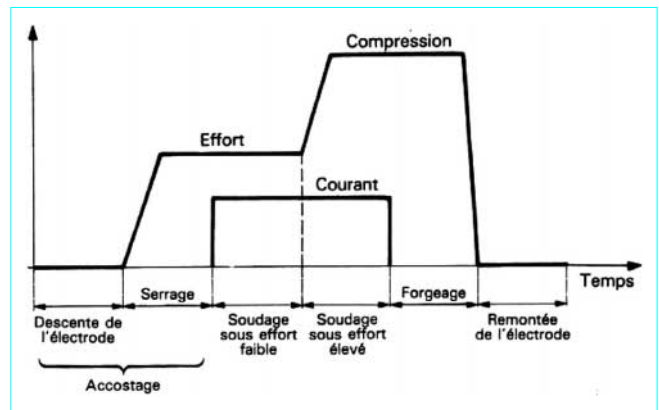 Compression
Effort
Courant
Temps
Serrage
Forgeage
Descente de
l'électrode
Soudage
sous effort
faible
Soudage
sous effort
élevé
Remontée
de l'électrode
Accostage